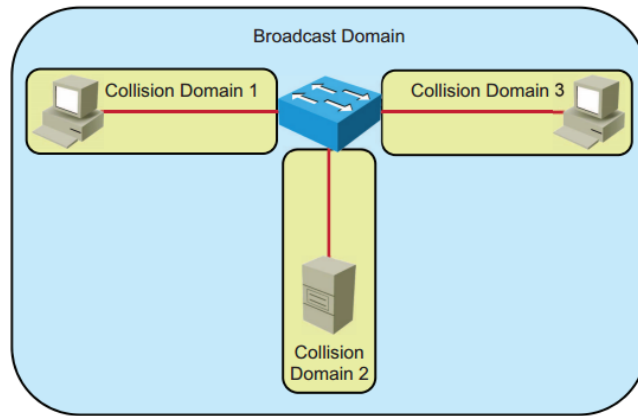 Broadcast Domain
Collision Domain 1
Collision Domain 3
Collision
Domain 2